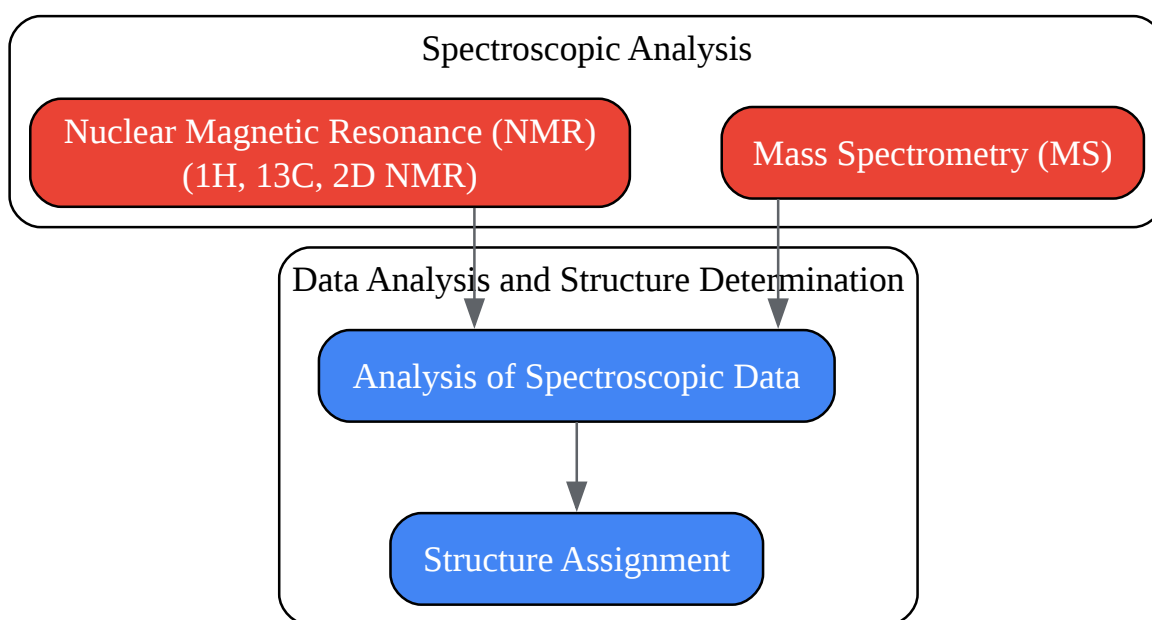 Spectroscopic Analysis
Nuclear Magnetic Resonance (NMR)
(1H, 13C, 2D NMR)
Mass Spectrometry (MS)
Data Analysis and Structure Determination
Analysis of Spectroscopic Data
Structure Assignment